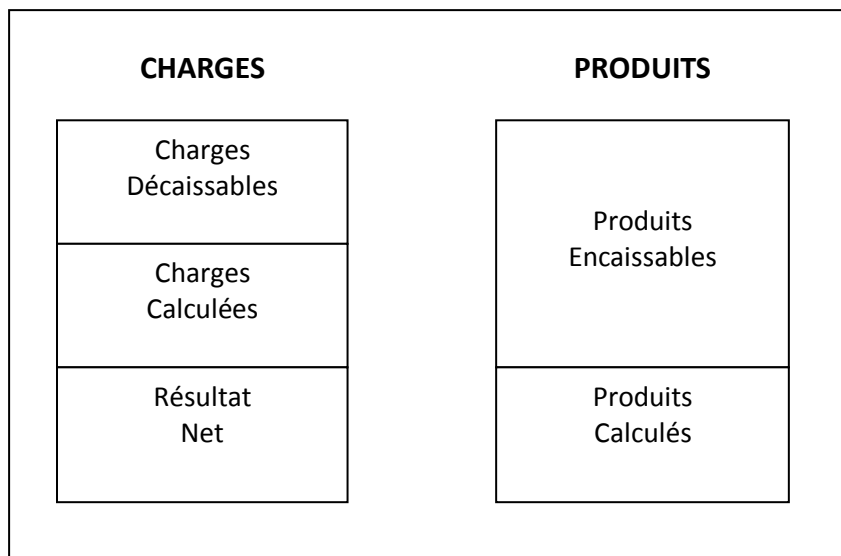 CHARGES
PRODUITS
Charges
Décaissables
Charges
Calculées
Résultat
Net
Produits
Encaissables
Produits
Calculés